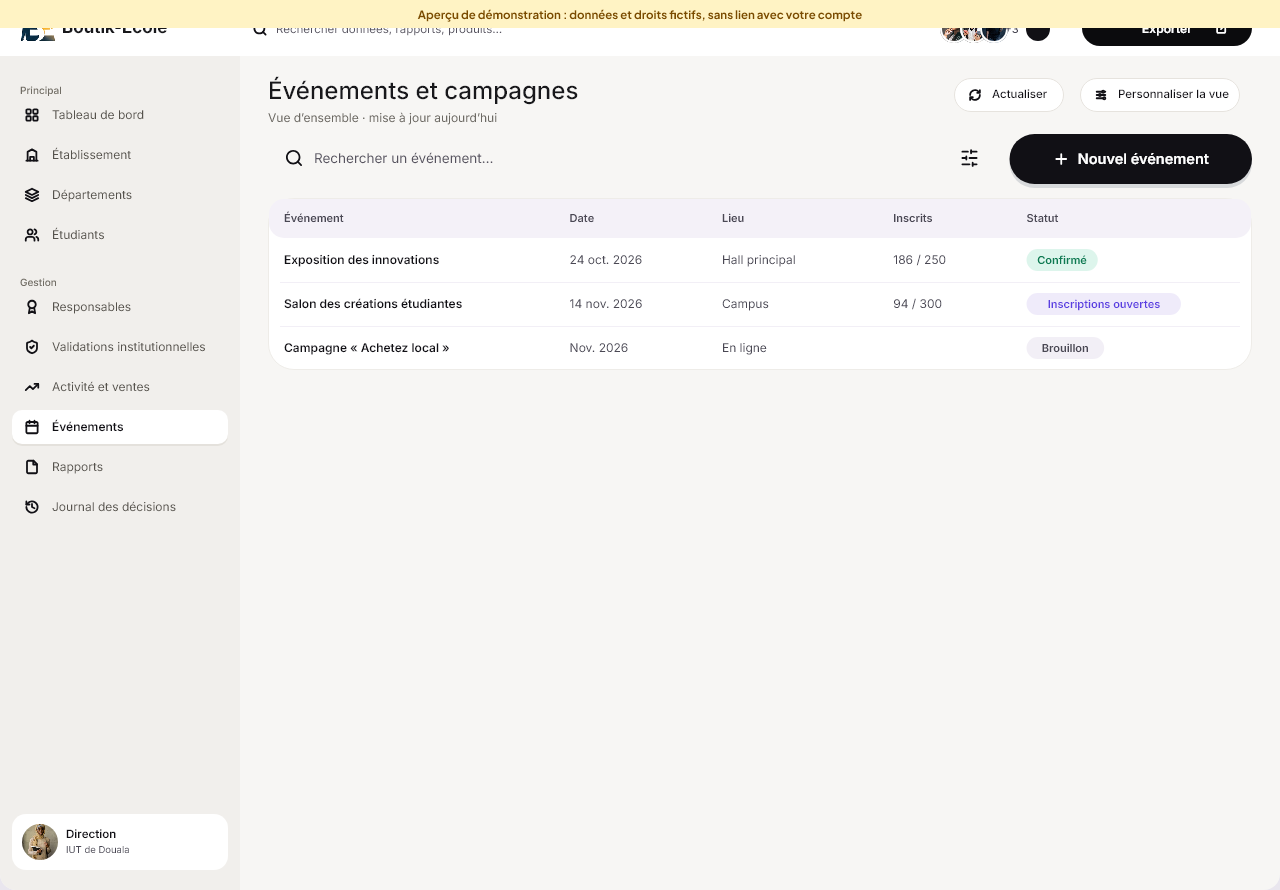 Aperçu de démonstration : données et droits fictifs, sans lien avec votre compte
Boutik-École
Rechercher données, rapports, produits...
+3
Exporter
Principal
Tableau de bord
Établissement
Départements
Étudiants
Gestion
Responsables
Validations institutionnelles
Activité et ventes
Événements
Rapports
Journal des décisions
Direction
IUT de Douala
Événements et campagnes
Vue d’ensemble · mise à jour aujourd’hui
Actualiser
Personnaliser la vue
Rechercher un événement...
+ Nouvel événement
Événement Date Lieu Inscrits Statut
Exposition des innovations 24 oct. 2026 Hall principal 186 / 250 Confirmé
Salon des créations étudiantes 14 nov. 2026 Campus 94 / 300 Inscriptions ouvertes
Campagne « Achetez local » Nov. 2026 En ligne Brouillon